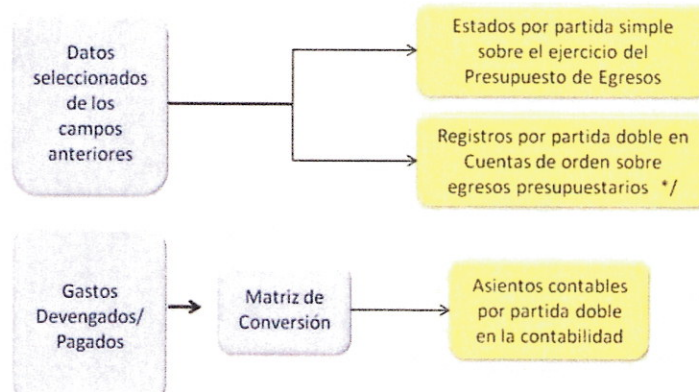 Datos
seleccionados
de los
campos
anteriores
Estados por partida simple
sobre el ejercicio del
Presupuesto de Egresos
Registros por partida doble en
Cuentas de orden sobre
egresos presupuestarios */
Gastos
Devengados/
Pagados
Matriz de
Conversión
Asientos contables
por partida doble
en la contabilidad